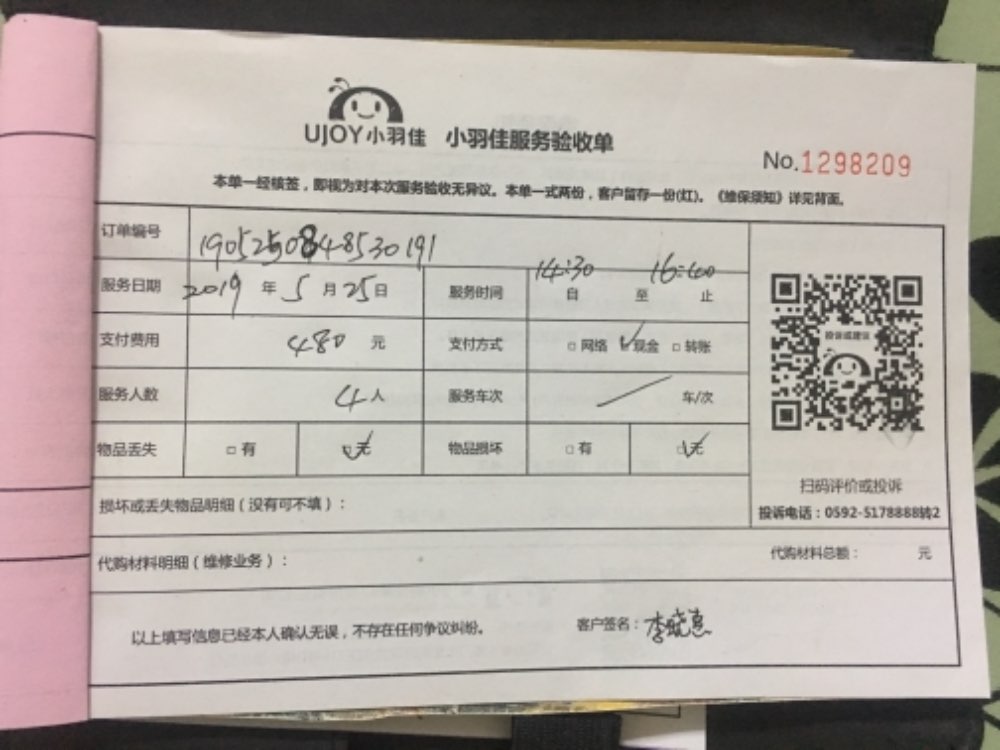 UJOY小羽佳 小羽佳服务验收单
No.1298209
本单一经核签，即视为对本次服务验收无异议。本单一式两份，客户留存一份(红)。《维保须知》详见背面。
订单编号 1905250848530191
服务日期 2019 年 5 月 25 日 服务时间 14:30 自 至 16:00 止
支付费用 480 元 支付方式 □网络 ☑现金 □转账
服务人数 4 人 服务车次 / 车/次
物品丢失 □有 ☑无 物品损坏 □有 ☑无
投诉或建议
扫码评价或投诉
投诉电话：0592-5178888转2
损坏或丢失物品明细（没有可不填）：
代购材料明细（维修业务）： 代购材料总额： 元
以上填写信息已经本人确认无误，不存在任何争议纠纷。 客户签名：李晓惠